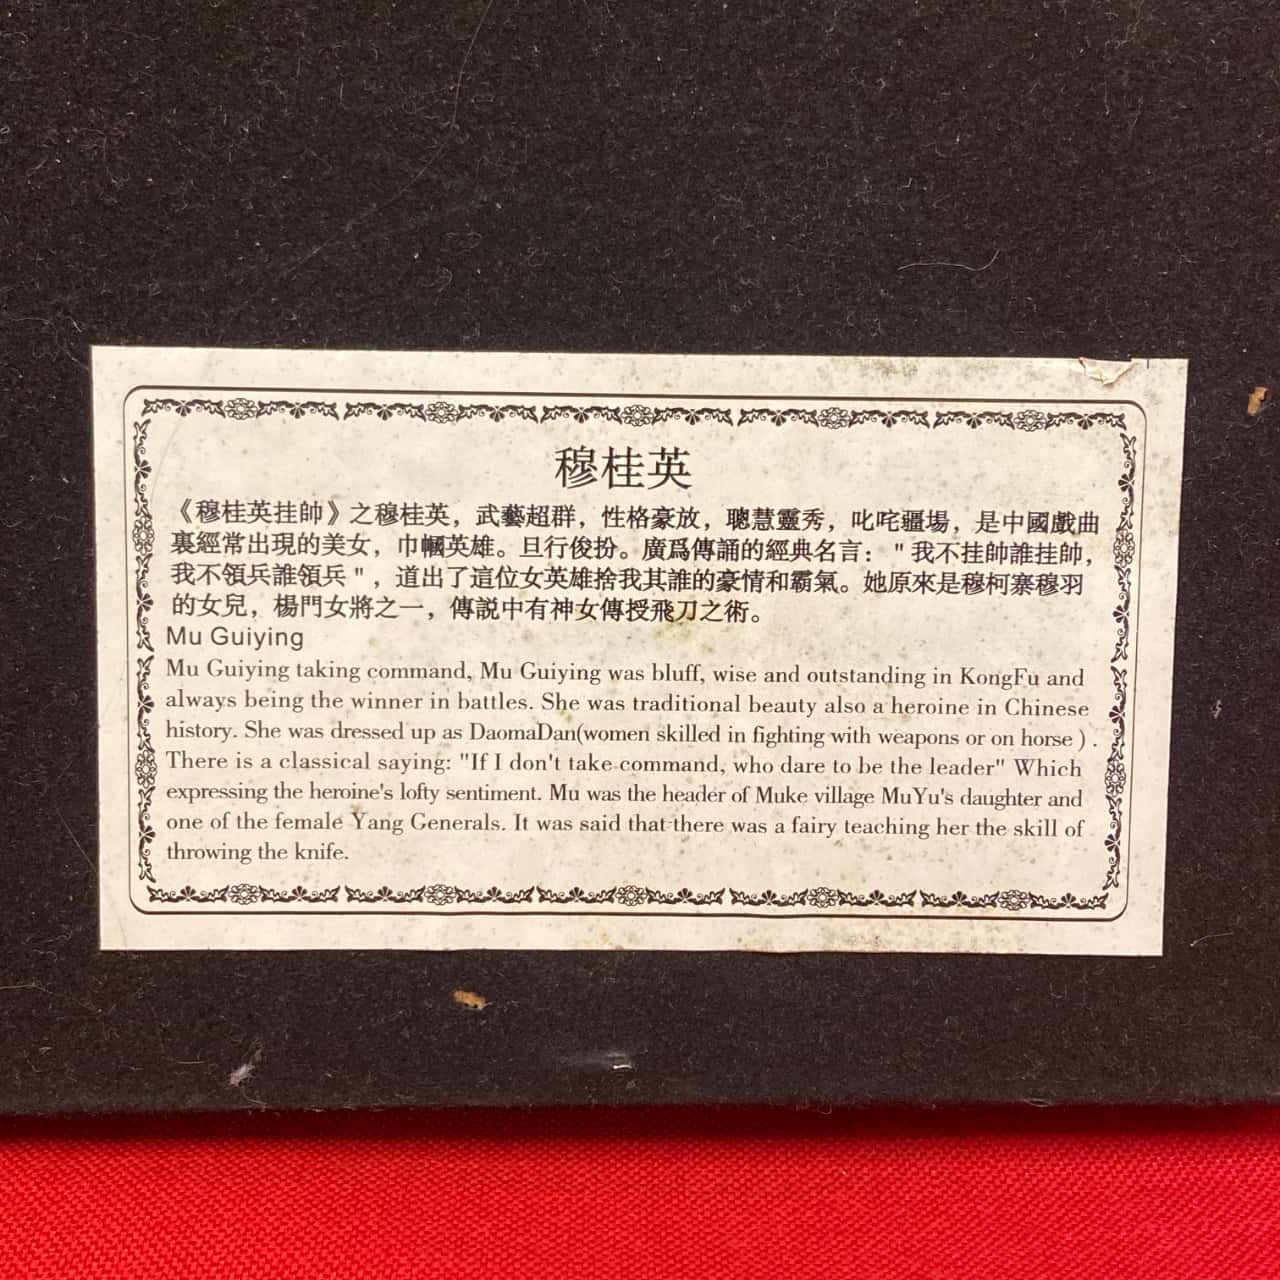 穆桂英
《穆桂英挂帥》之穆桂英，武藝超群，性格豪放，聰慧靈秀，叱咤疆場，是中國戲曲
裏經常出現的美女，巾幗英雄。旦行俊扮。廣爲傳誦的經典名言："我不挂帥誰挂帥，
我不領兵誰領兵"，道出了這位女英雄捨我其誰的豪情和霸氣。她原來是穆柯寨穆羽
的女兒，楊門女將之一，傳説中有神女傳授飛刀之術。
Mu Guiying
Mu Guiying taking command, Mu Guiying was bluff, wise and outstanding in KongFu and
always being the winner in battles. She was traditional beauty also a heroine in Chinese
history. She was dressed up as DaomaDan(women skilled in fighting with weapons or on horse ) .
There is a classical saying: "If I don't take command, who dare to be the leader" Which
expressing the heroine's lofty sentiment. Mu was the header of Muke village MuYu's daughter and
one of the female Yang Generals. It was said that there was a fairy teaching her the skill of
throwing the knife.